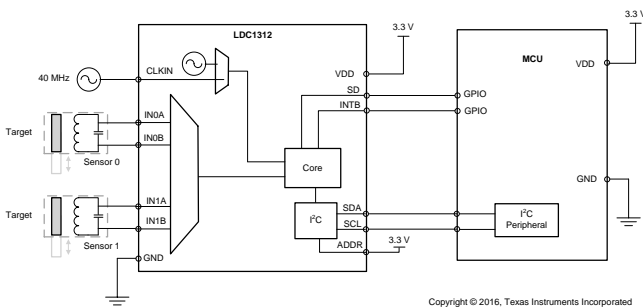 LDC1312
3.3 V
3.3 V
MCU
40 MHz
CLKIN
VDD
VDD
SD
GPIO
INTB
GPIO
Target
IN0A
IN0B
Sensor 0
Core
GND
Target
IN1A
IN1B
Sensor 1
I²C
SDA
SCL
I²C
Peripheral
ADDR
3.3 V
GND
Copyright © 2016, Texas Instruments Incorporated